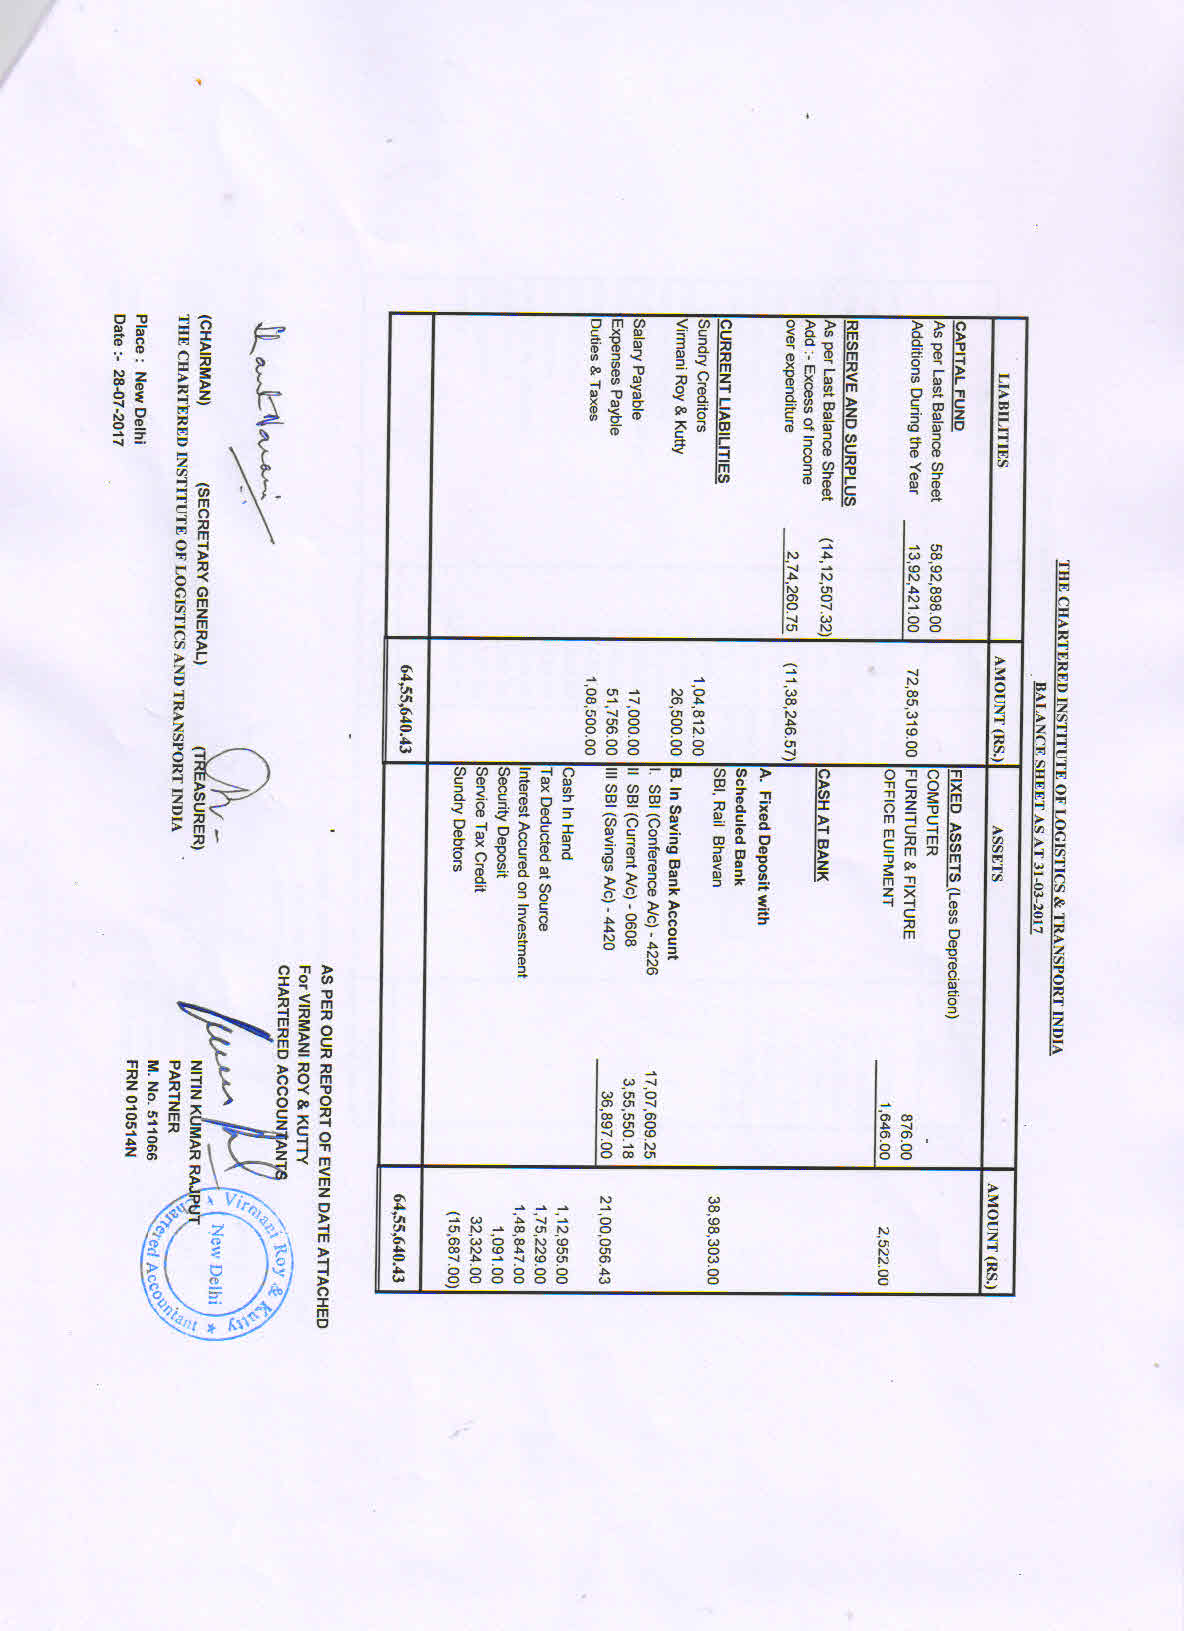 THE CHARTERED INSTITUTE OF LOGISTICS & TRANSPORT INDIA
BALANCE SHEET AS AT 31-03-2017
LIABILITIES AMOUNT (RS.) ASSETS AMOUNT (RS.)
CAPITAL FUND
As per Last Balance Sheet 58,92,898.00
Additions During the Year 13,92,421.00 72,85,319.00
RESERVE AND SURPLUS
As per Last Balance Sheet (14,12,507.32)
Add :- Excess of Income
over expenditure 2,74,260.75 (11,38,246.57)
CURRENT LIABILITIES
Sundry Creditors 1,04,812.00
Virmani Roy & Kutty 26,500.00
Salary Payable 17,000.00
Expenses Payble 51,756.00
Duties & Taxes 1,08,500.00
64,55,640.43
FIXED ASSETS (Less Depreciation)
COMPUTER -
FURNITURE & FIXTURE 876.00
OFFICE EUIPMENT 1,646.00 2,522.00
CASH AT BANK
A. Fixed Deposit with
Scheduled Bank
SBI, Rail Bhavan 38,98,303.00
B. In Saving Bank Account
I. SBI (Conference A/c) - 4226 17,07,609.25
II SBI (Current A/c) - 0608 3,55,550.18
III SBI (Savings A/c) - 4420 36,897.00 21,00,056.43
Cash In Hand 1,12,955.00
Tax Deducted at Source 1,75,229.00
Interest Accured on Investment 1,48,847.00
Security Deposit 1,091.00
Service Tax Credit 32,324.00
Sundry Debtors (15,687.00)
64,55,640.43
(CHAIRMAN) (SECRETARY GENERAL) (TREASURER)
THE CHARTERED INSTITUTE OF LOGISTICS AND TRANSPORT INDIA
Place : New Delhi
Date :- 28-07-2017
AS PER OUR REPORT OF EVEN DATE ATTACHED
For VIRMANI ROY & KUTTY
CHARTERED ACCOUNTANTS
NITIN KUMAR RAJPUT
PARTNER
M. No. 511066
FRN 010514N
Virmani Roy & Kutty
New Delhi
Chartered Accountant